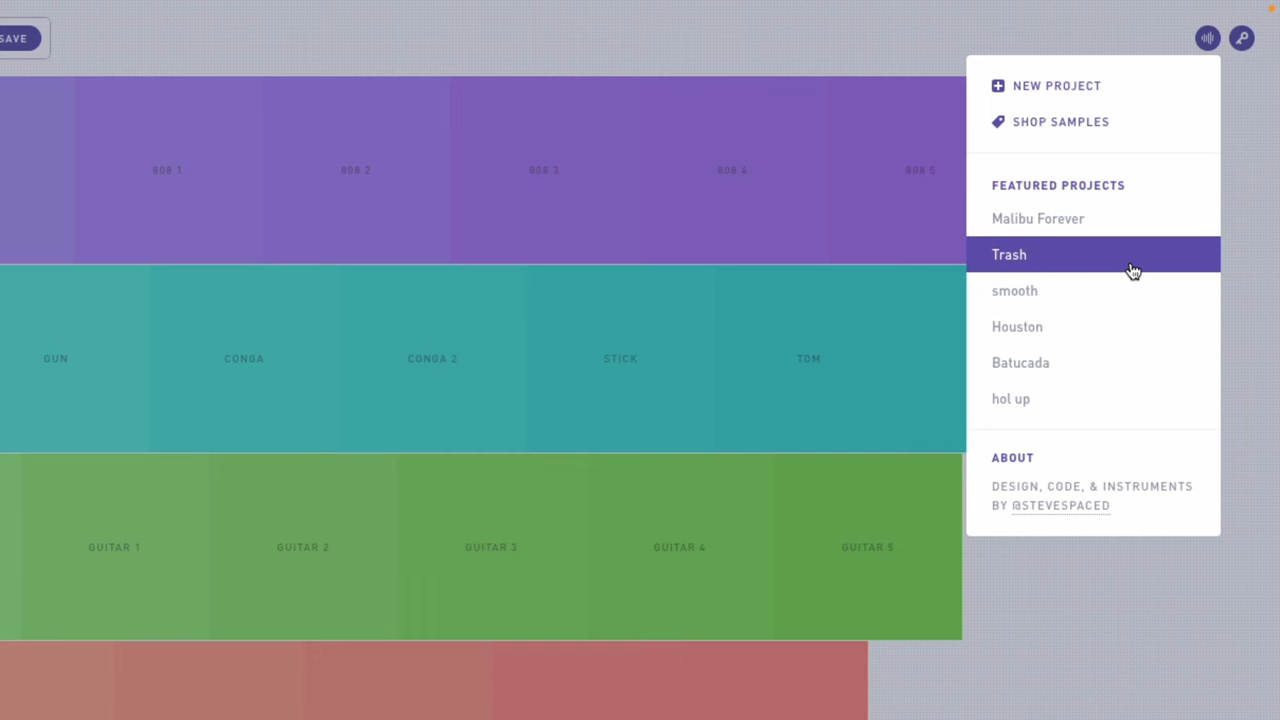 SAVE
NEW PROJECT
SHOP SAMPLES
FEATURED PROJECTS
Malibu Forever
Trash
smooth
Houston
Batucada
hol up
ABOUT
DESIGN, CODE, & INSTRUMENTS
BY @STEVESPACED
808 1 808 2 808 3 808 4 808 5
GUN CONGA CONGA 2 STICK TOM
GUITAR 1 GUITAR 2 GUITAR 3 GUITAR 4 GUITAR 5